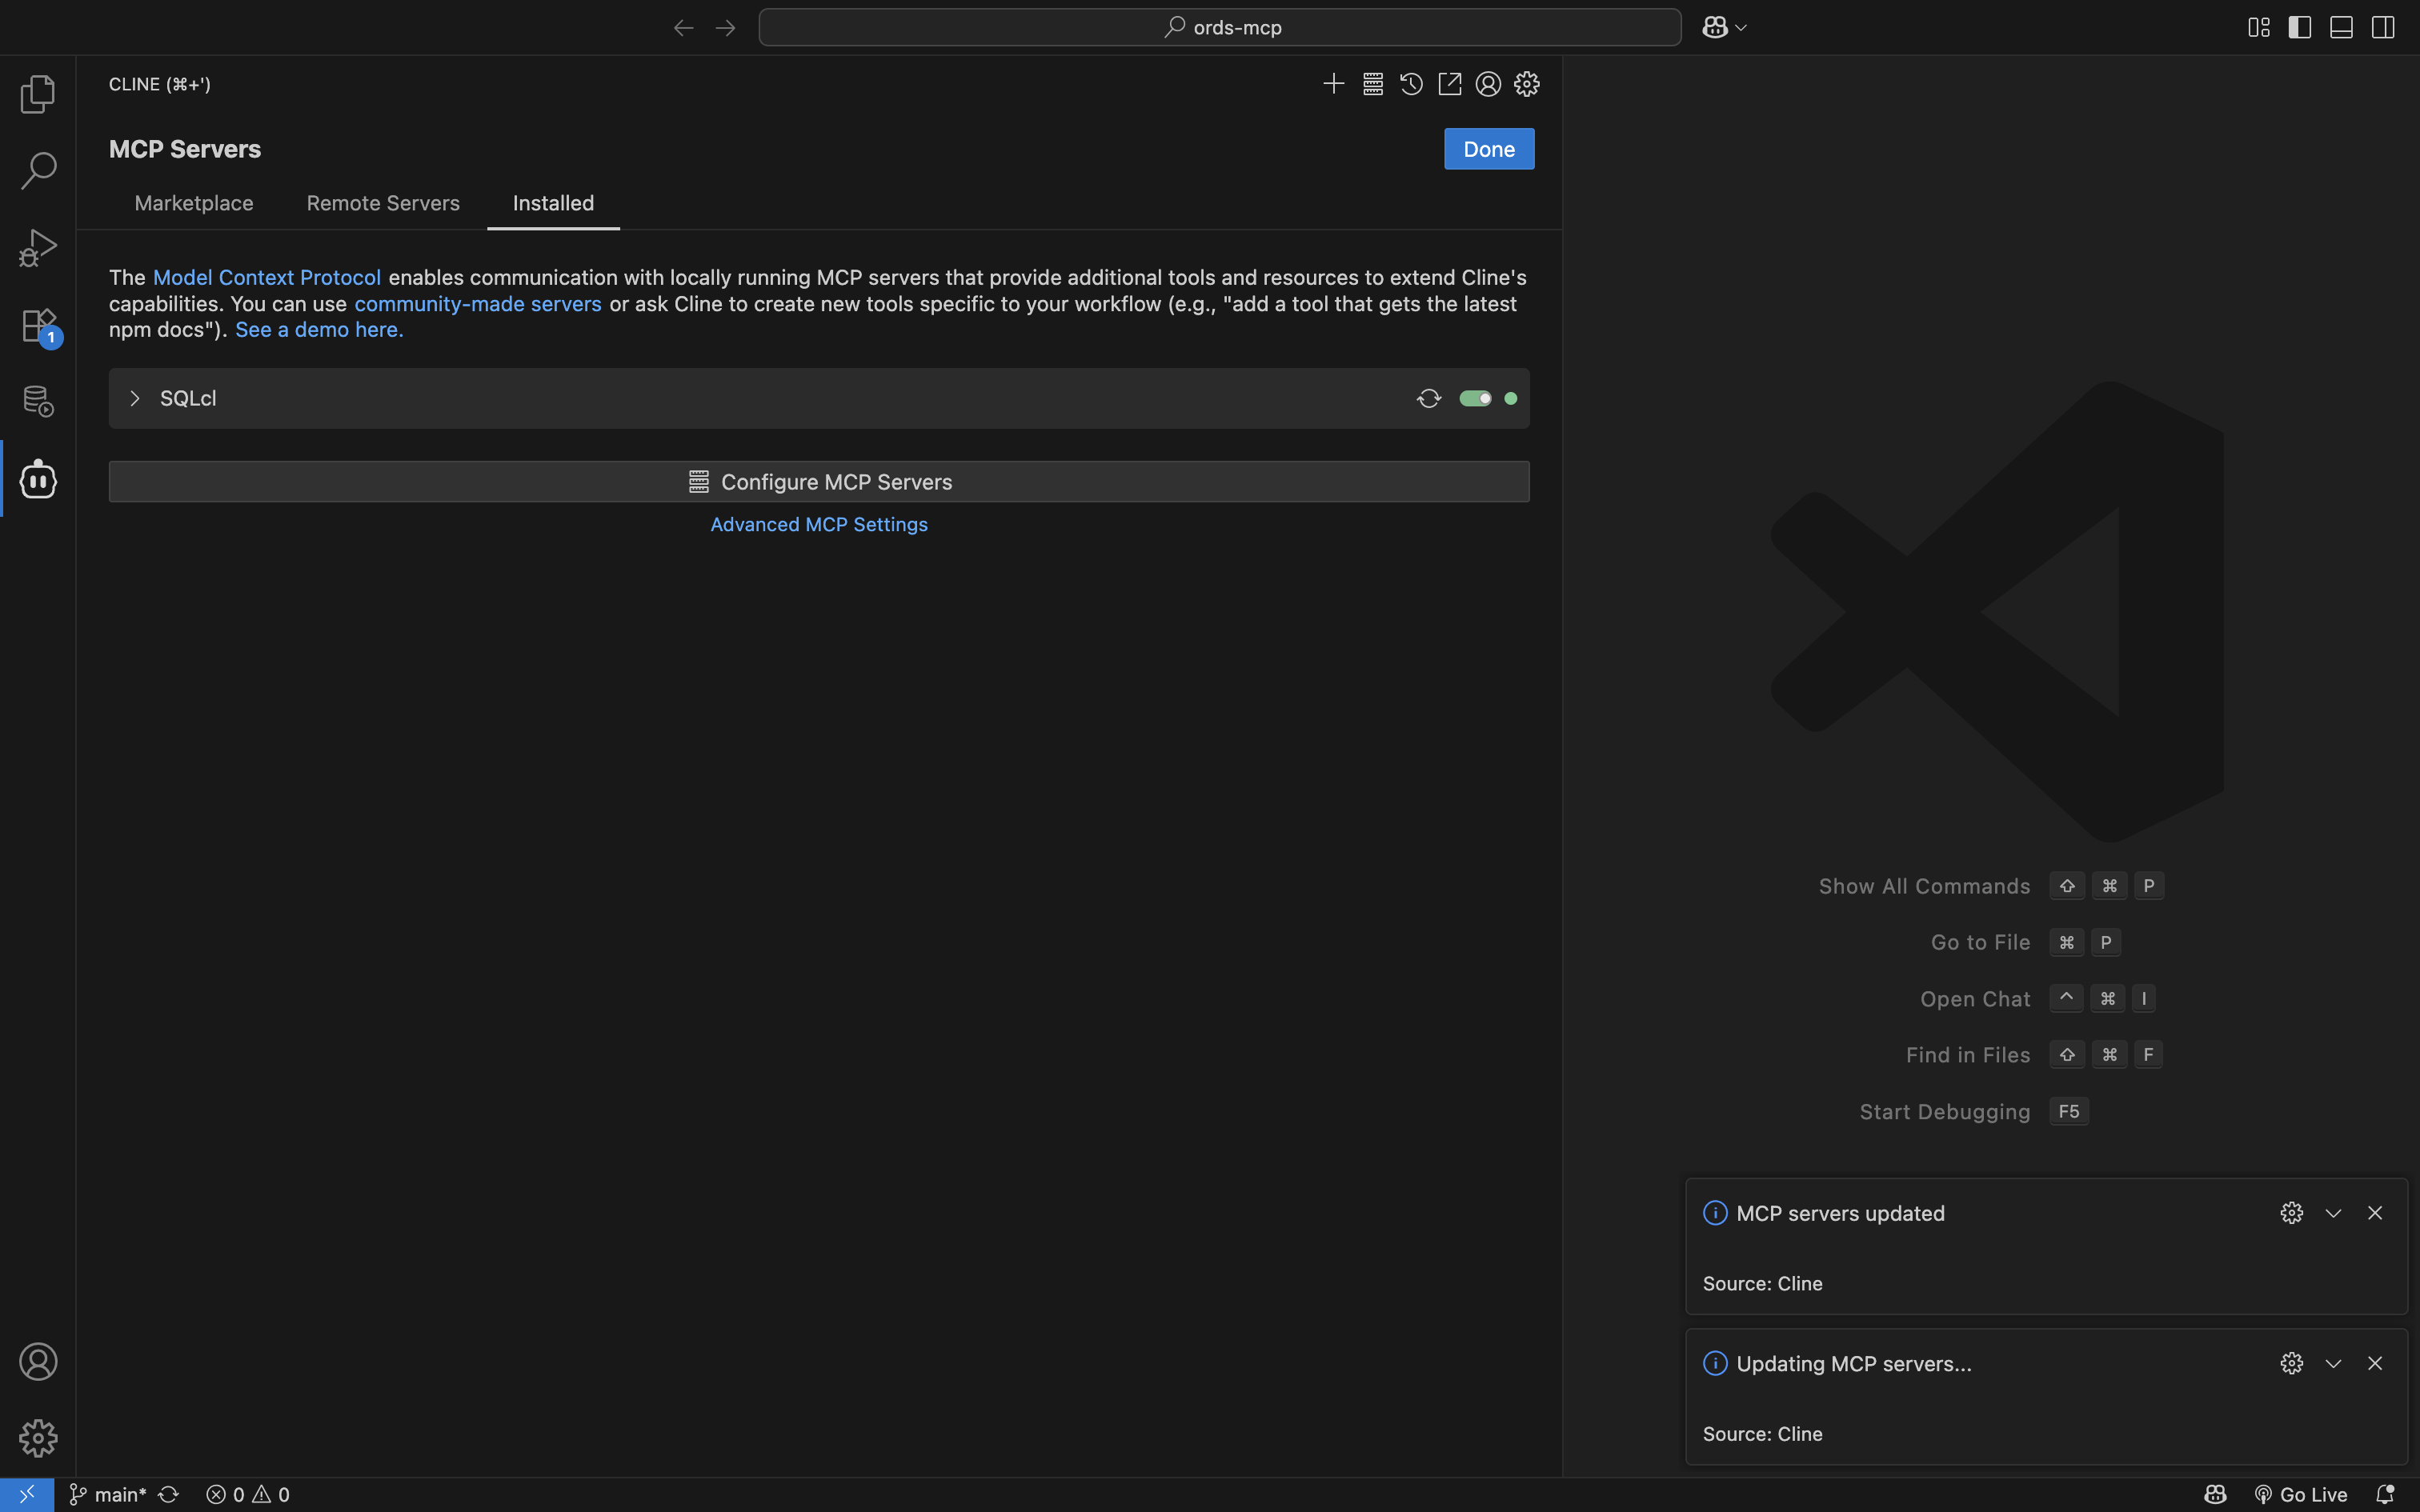 ords-mcp
CLINE (⌘+')
MCP Servers
Done
Marketplace
Remote Servers
Installed
The Model Context Protocol enables communication with locally running MCP servers that provide additional tools and resources to extend Cline's
capabilities. You can use community-made servers or ask Cline to create new tools specific to your workflow (e.g., "add a tool that gets the latest
npm docs"). See a demo here.
1
SQLcl
Configure MCP Servers
Advanced MCP Settings
Show All Commands ⇧ ⌘ P
Go to File ⌘ P
Open Chat ^ ⌘ I
Find in Files ⇧ ⌘ F
Start Debugging F5
MCP servers updated
Source: Cline
Updating MCP servers...
Source: Cline
main* 0 0
Go Live